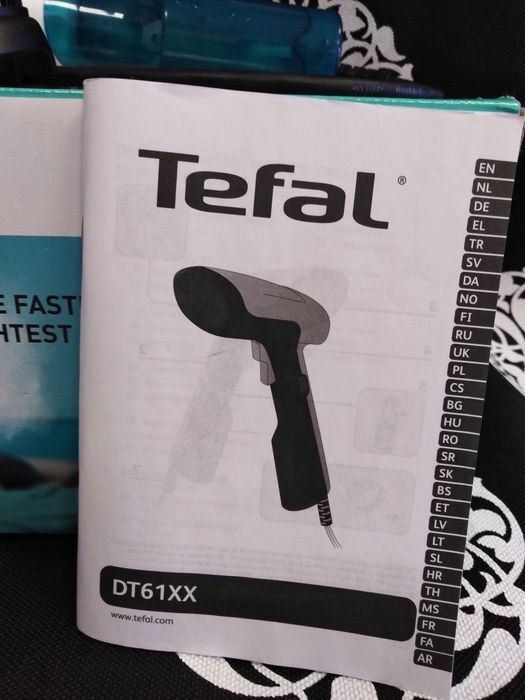 Tefal®
DT61XX
www.tefal.com
EN
NL
DE
EL
TR
SV
DA
NO
FI
RU
UK
PL
CS
BG
HU
RO
SR
SK
BS
ET
LV
LT
SL
HR
TH
MS
FR
FA
AR
E FAST
HTEST